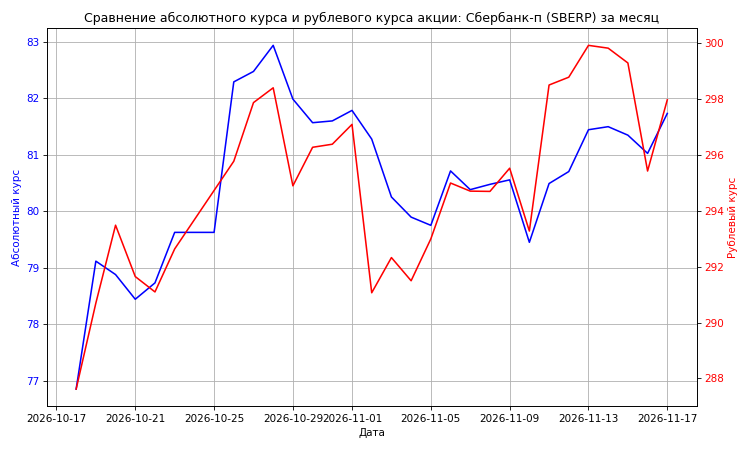 Сравнение абсолютного курса и рублевого курса акции: Сбербанк-п (SBERP) за месяц
Абсолютный курс
83
82
81
80
79
78
77
Рублевый курс
300
298
296
294
292
290
288
2026-10-17 2026-10-21 2026-10-25 2026-10-29 2026-11-01 2026-11-05 2026-11-09 2026-11-13 2026-11-17
Дата